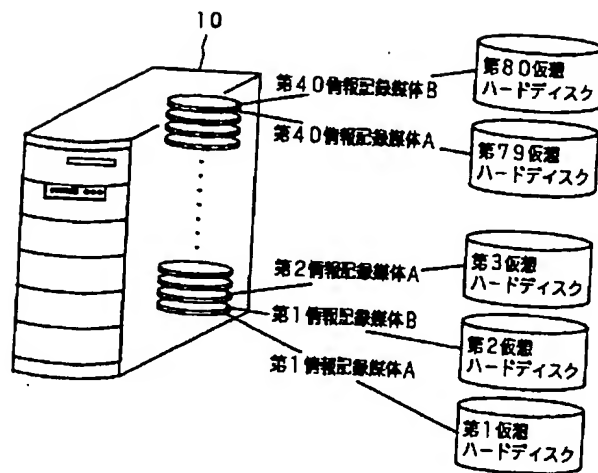 10
第40情報記録媒体B
第80仮想
ハードディスク
第40情報記録媒体A
第79仮想
ハードディスク
第2情報記録媒体A
第3仮想
ハードディスク
第1情報記録媒体B
第2仮想
ハードディスク
第1情報記録媒体A
第1仮想
ハードディスク